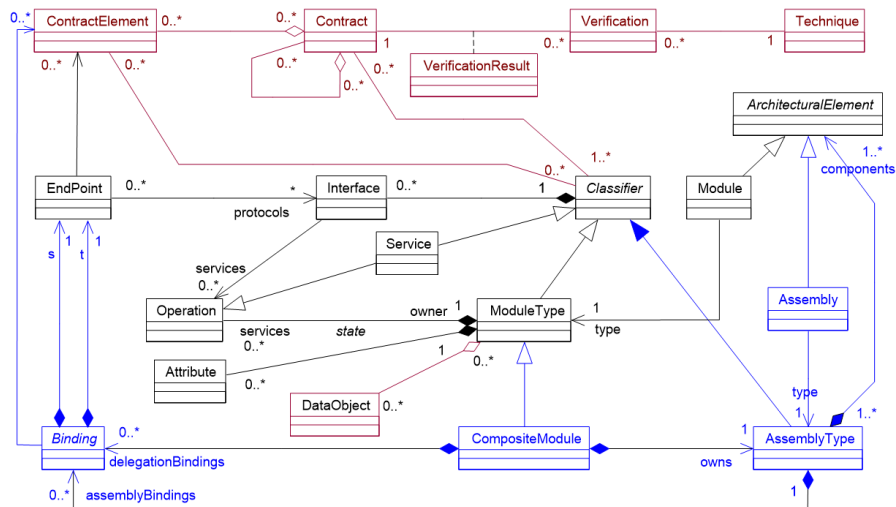 0..*
ContractElement
0..*
0..*
Contract
1
0..*
Verification
0..*
1
Technique
0..*
0..*
0..*
0..*
0..*
VerificationResult
ArchitecturalElement
1..*
components
0..*
1..*
EndPoint
0..*
*
protocols
Interface
0..*
1
Classifier
Module
s
1
t
1
Service
services
0..*
Operation
services
0..*
state
owner
1
ModuleType
1
type
Assembly
Attribute
0..*
1
0..*
DataObject
0..*
type
1
1..*
Binding
0..*
delegationBindings
CompositeModule
owns
1
AssemblyType
0..*
assemblyBindings
1